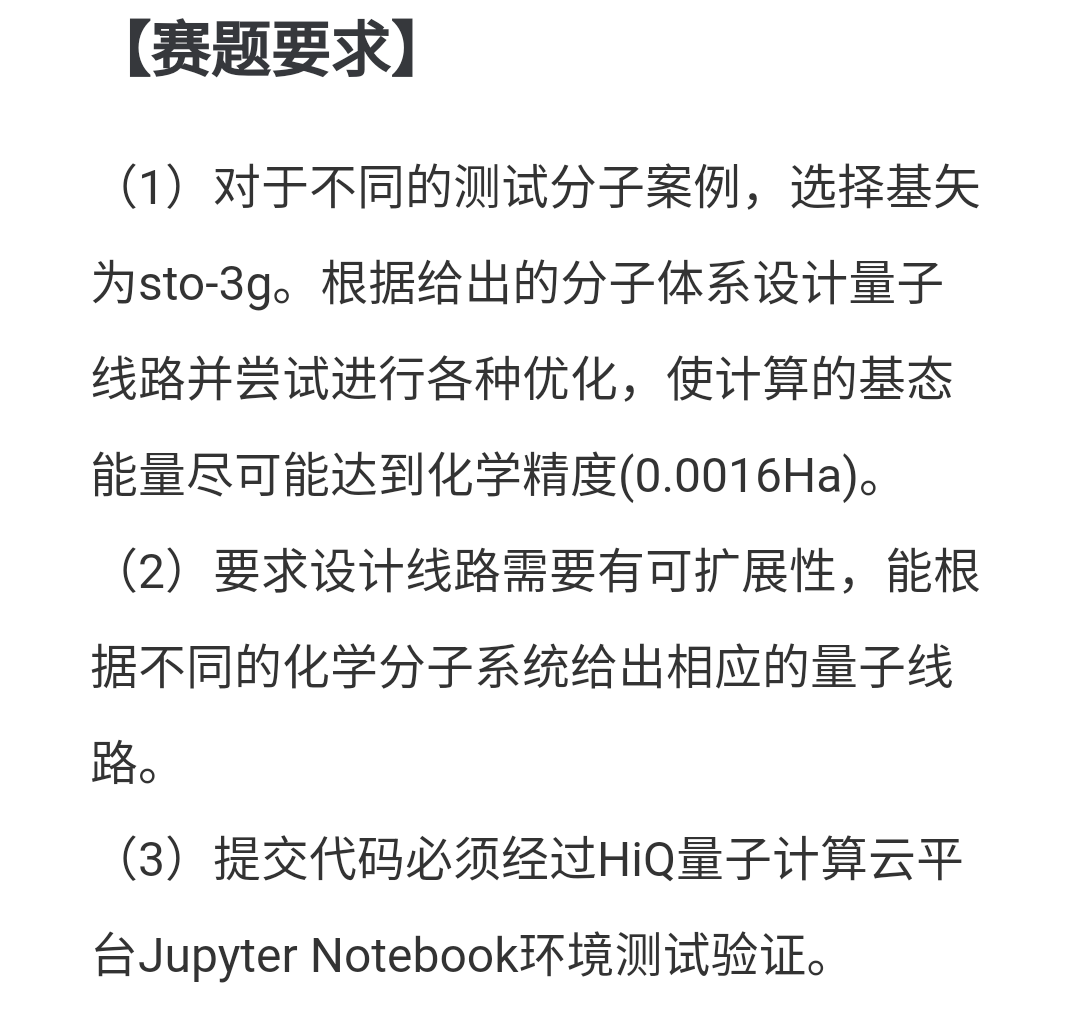 【赛题要求】
（1）对于不同的测试分子案例，选择基矢
为sto-3g。根据给出的分子体系设计量子
线路并尝试进行各种优化，使计算的基态
能量尽可能达到化学精度(0.0016Ha)。
（2）要求设计线路需要有可扩展性，能根
据不同的化学分子系统给出相应的量子线
路。
（3）提交代码必须经过HiQ量子计算云平
台Jupyter Notebook环境测试验证。